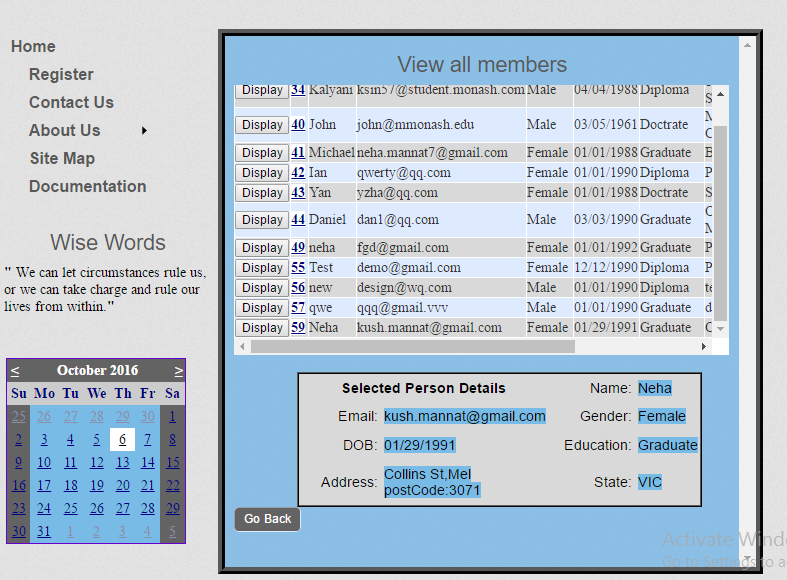 Home
Register
Contact Us
About Us
Site Map
Documentation
Wise Words
" We can let circumstances rule us,
or we can take charge and rule our
lives from within."
< October 2016 >
Su Mo Tu We Th Fr Sa
25 26 27 28 29 30 1
2 3 4 5 6 7 8
9 10 11 12 13 14 15
16 17 18 19 20 21 22
23 24 25 26 27 28 29
30 31 1 2 3 4 5
View all members
Display 34 Kalyani ksin57@student.monash.com Male 04/04/1988 Diploma S
Display 40 John john@mmonash.edu Male 03/05/1961 Doctrate M C
Display 41 Michael neha.mannat7@gmail.com Female 01/01/1988 Graduate B
Display 42 Ian qwerty@qq.com Female 01/01/1990 Diploma P
Display 43 Yan yzha@qq.com Female 01/01/1988 Doctrate S
Display 44 Daniel dan1@qq.com Male 03/03/1990 Graduate C M
Display 49 neha fgd@gmail.com Female 01/01/1992 Graduate P
Display 55 Test demo@gmail.com Female 12/12/1990 Diploma P
Display 56 new design@wq.com Male 01/01/1990 Diploma te
Display 57 qwe qqq@gmail.vvv Male 01/01/1990 Graduate d
Display 59 Neha kush.mannat@gmail.com Female 01/29/1991 Graduate C
Selected Person Details Name: Neha
Email: kush.mannat@gmail.com Gender: Female
DOB: 01/29/1991 Education: Graduate
Address: Collins St,Mel
postCode:3071 State: VIC
Go Back
Activate Wind
Go to Settings to a